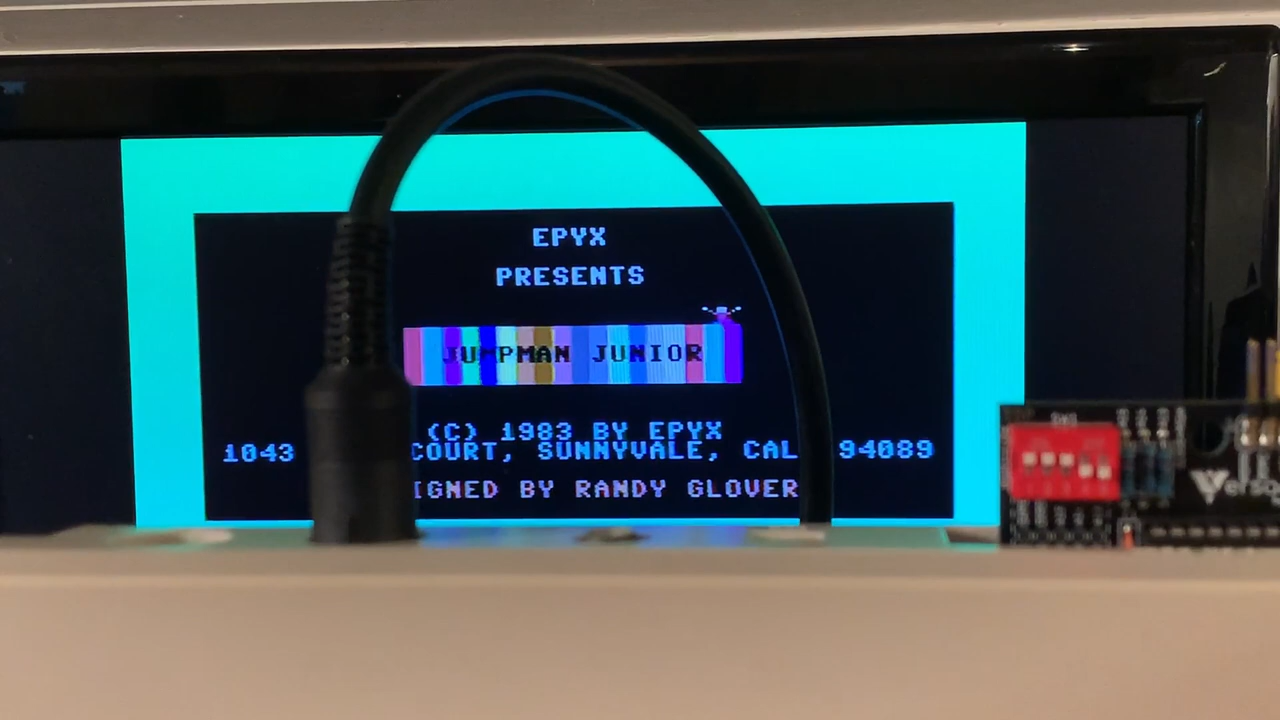 EPYX
PRESENTS
JUMPMAN JUNIOR
(C) 1983 BY EPYX
1043 COURT, SUNNYVALE, CAL 94089
IGNED BY RANDY GLOVER